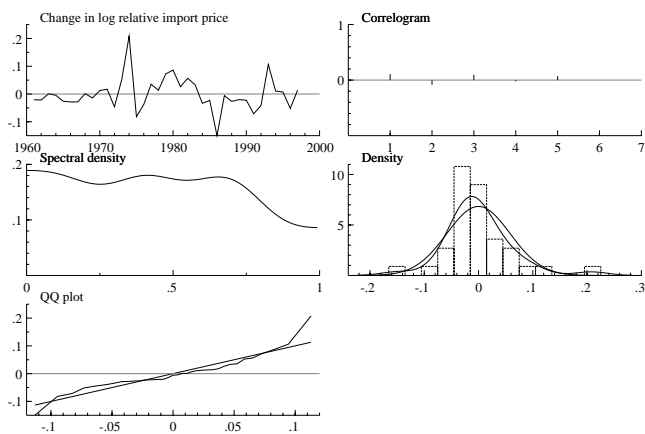 Change in log relative import price
Correlogram
.2
.1
0
-.1
1960 1970 1980 1990 2000
1
0
1 2 3 4 5 6 7
Spectral density
.2
.1
0 .5 1
Density
10
5
-.2 -.1 0 .1 .2 .3
QQ plot
.2
.1
0
-.1
-.1 -.05 0 .05 .1